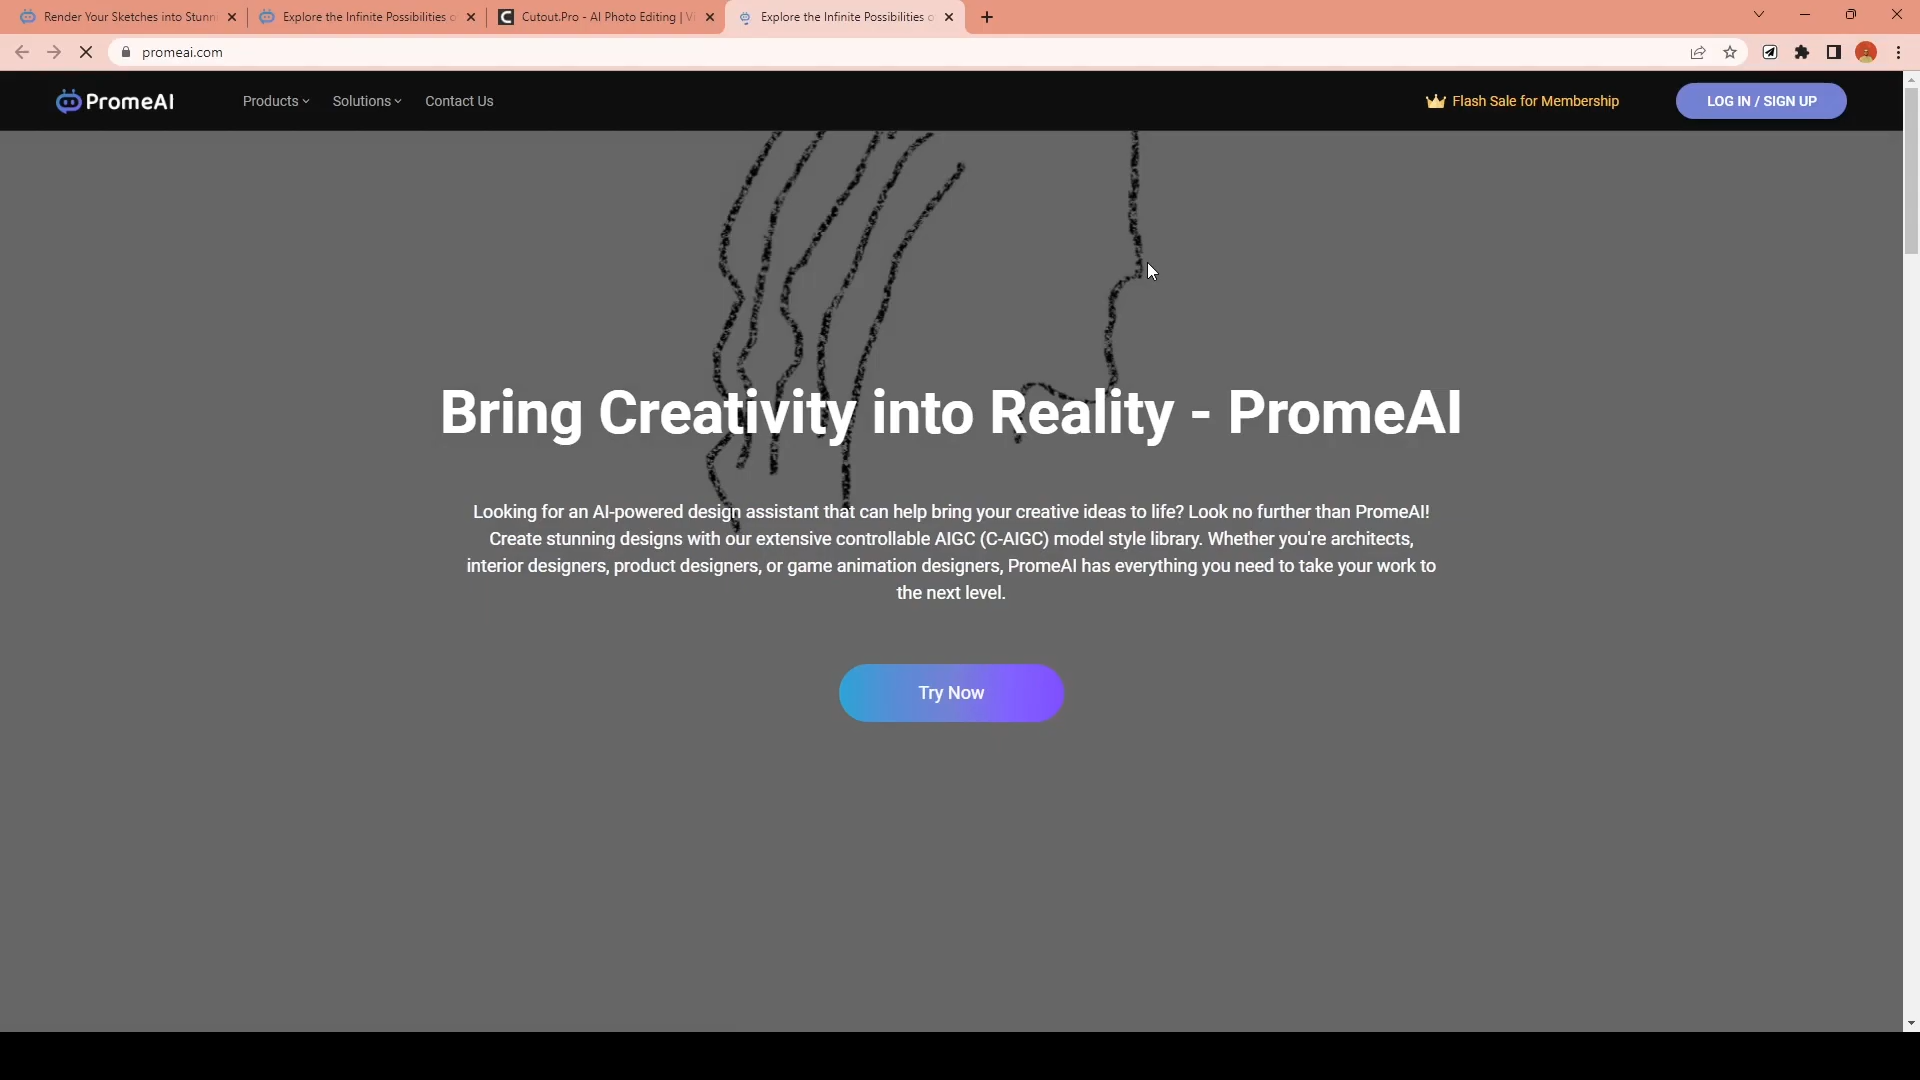 Render Your Sketches into Stunn
Explore the Infinite Possibilities o
Cutout.Pro - AI Photo Editing | Vi
Explore the Infinite Possibilities o
promeai.com
PromeAI
Products
Solutions
Contact Us
Flash Sale for Membership
LOG IN / SIGN UP
Bring Creativity into Reality - PromeAI
Looking for an AI-powered design assistant that can help bring your creative ideas to life? Look no further than PromeAI!
Create stunning designs with our extensive controllable AIGC (C-AIGC) model style library. Whether you're architects,
interior designers, product designers, or game animation designers, PromeAI has everything you need to take your work to
the next level.
Try Now